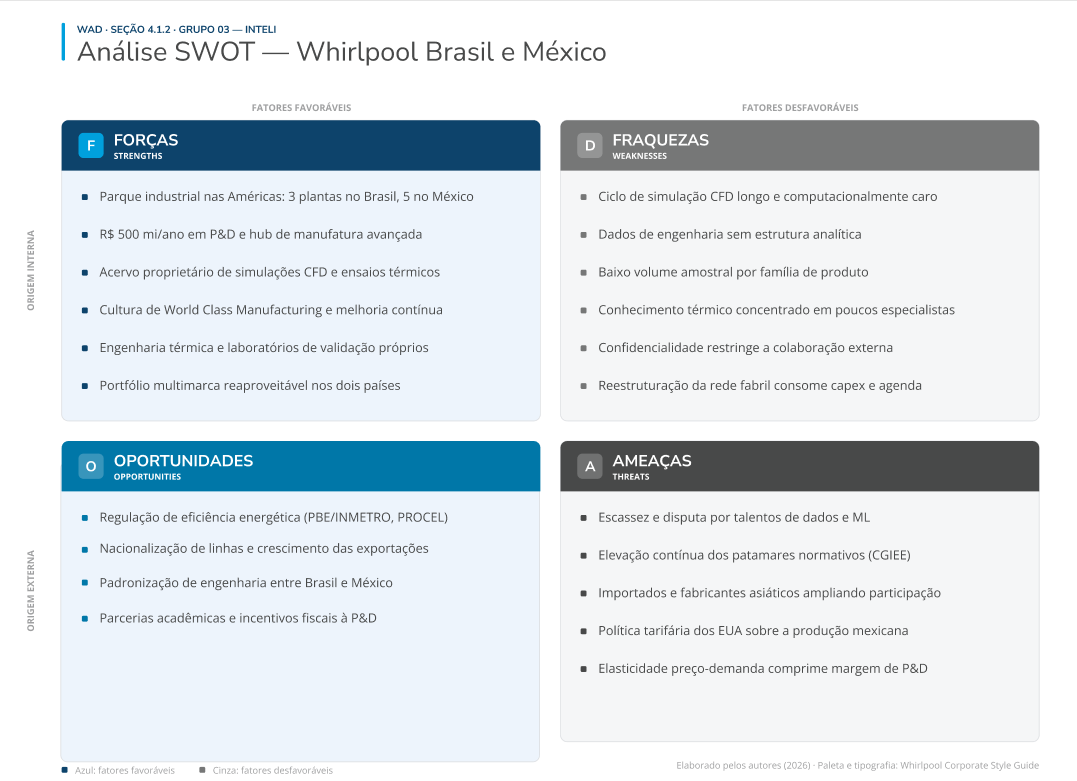 WAD · SEÇÃO 4.1.2 · GRUPO 03 — INTELI
Análise SWOT — Whirlpool Brasil e México
FATORES FAVORÁVEIS
FATORES DESFAVORÁVEIS
ORIGEM INTERNA
F
FORÇAS
STRENGTHS
Parque industrial nas Américas: 3 plantas no Brasil, 5 no México
R$ 500 mi/ano em P&D e hub de manufatura avançada
Acervo proprietário de simulações CFD e ensaios térmicos
Cultura de World Class Manufacturing e melhoria contínua
Engenharia térmica e laboratórios de validação próprios
Portfólio multimarca reaproveitável nos dois países
D
FRAQUEZAS
WEAKNESSES
Ciclo de simulação CFD longo e computacionalmente caro
Dados de engenharia sem estrutura analítica
Baixo volume amostral por família de produto
Conhecimento térmico concentrado em poucos especialistas
Confidencialidade restringe a colaboração externa
Reestruturação da rede fabril consome capex e agenda
ORIGEM EXTERNA
O
OPORTUNIDADES
OPPORTUNITIES
Regulação de eficiência energética (PBE/INMETRO, PROCEL)
Nacionalização de linhas e crescimento das exportações
Padronização de engenharia entre Brasil e México
Parcerias acadêmicas e incentivos fiscais à P&D
A
AMEAÇAS
THREATS
Escassez e disputa por talentos de dados e ML
Elevação contínua dos patamares normativos (CGIEE)
Importados e fabricantes asiáticos ampliando participação
Política tarifária dos EUA sobre a produção mexicana
Elasticidade preço-demanda comprime margem de P&D
Azul: fatores favoráveis
Cinza: fatores desfavoráveis
Elaborado pelos autores (2026) · Paleta e tipografia: Whirlpool Corporate Style Guide